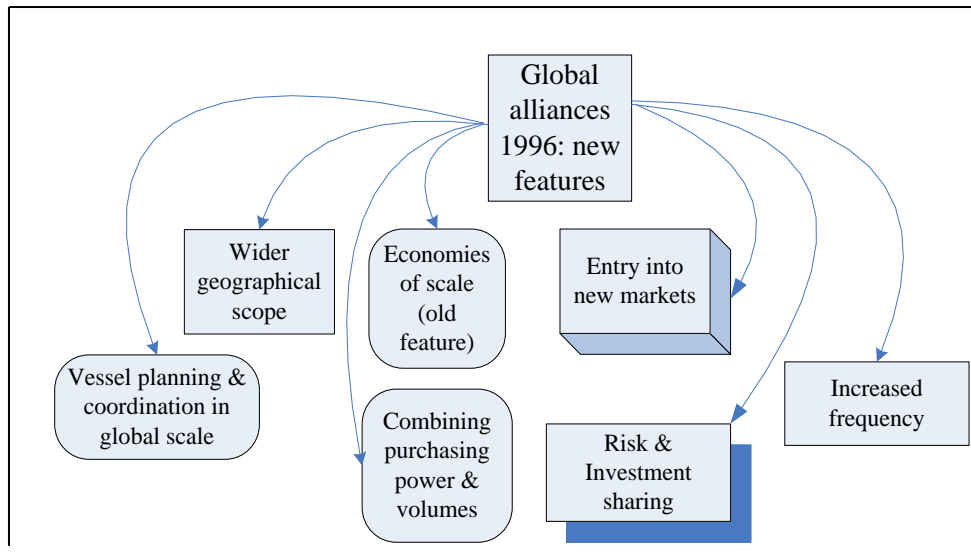 Global
alliances
1996: new
features
Wider
geographical
scope
Economies
of scale
(old
feature)
Entry into
new markets
Vessel planning &
coordination in
global scale
Combining
purchasing
power &
volumes
Risk &
Investment
sharing
Increased
frequency